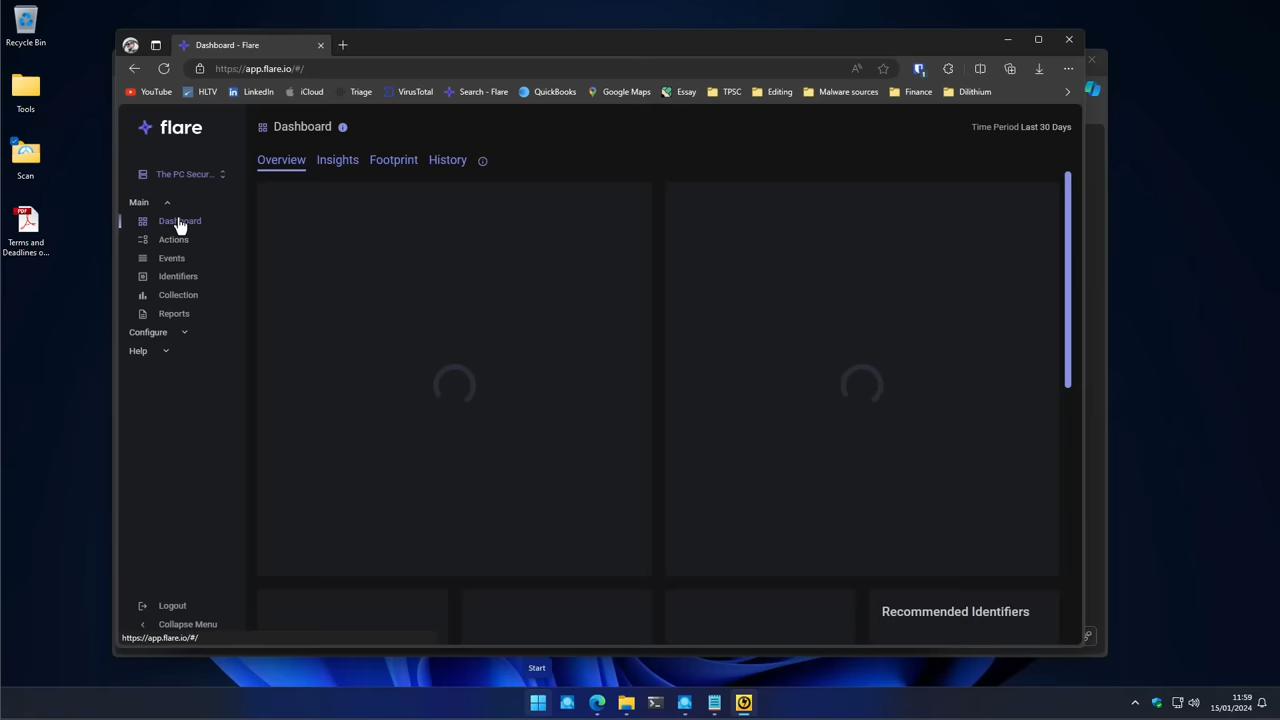 Recycle Bin
Tools
Scan
PDF
Terms and
Deadlines o...
Dashboard - Flare
https://app.flare.io/#/
A
1
YouTube
HLTV
LinkedIn
iCloud
Triage
VirusTotal
Search - Flare
QuickBooks
Google Maps
Essay
TPSC
Editing
Malware sources
Finance
Dilithium
flare
The PC Secur...
Main
Dashboard
Actions
Events
Identifiers
Collection
Reports
Configure
Help
Logout
Collapse Menu
https://app.flare.io/#/
Dashboard
Time Period Last 30 Days
Overview
Insights
Footprint
History
Recommended Identifiers
Start
11:59
15/01/2024